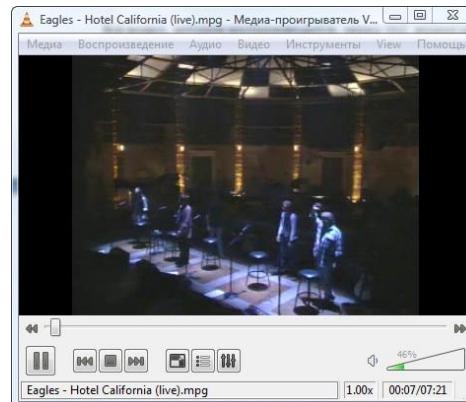 Eagles - Hotel California (live).mpg - Медиа-проигрыватель V...
Медиа Воспроизведение Аудио Видео Инструменты View Помощь
46%
Eagles - Hotel California (live).mpg 1.00x 00:07/07:21